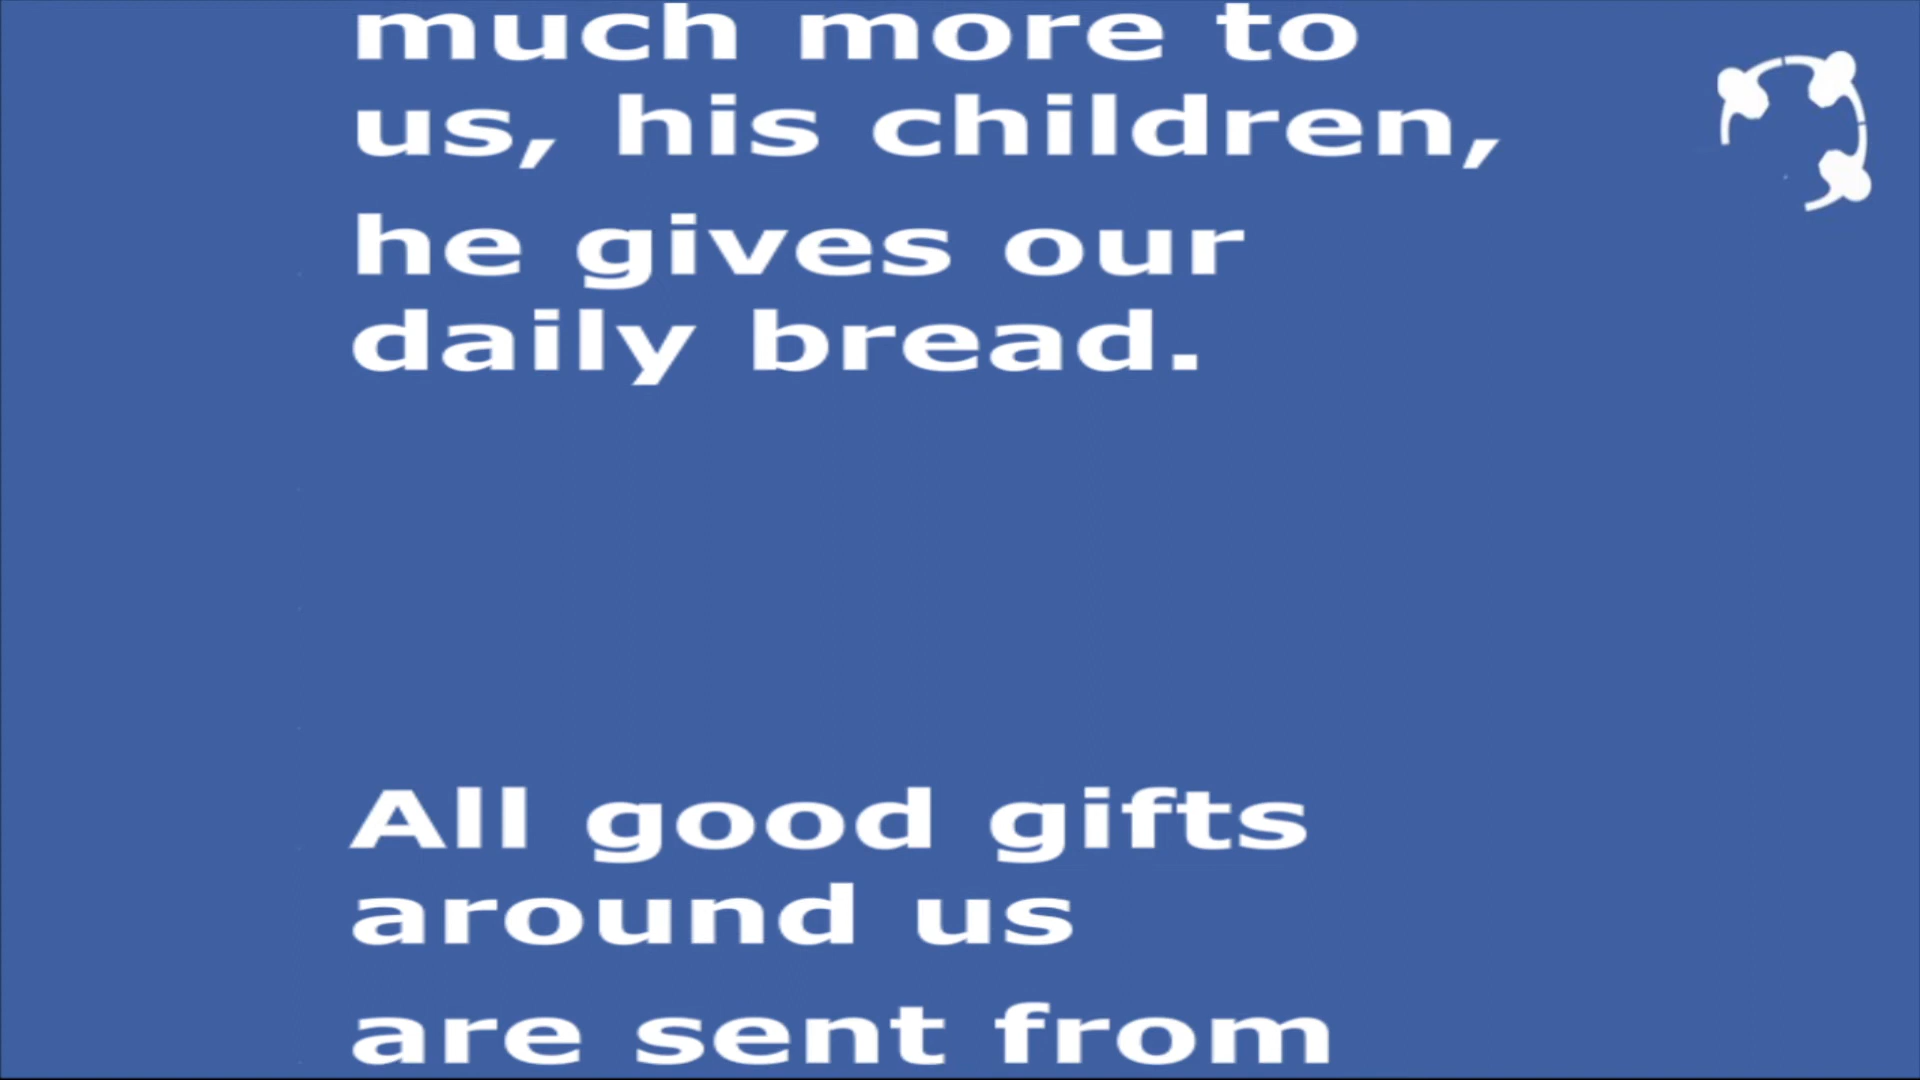 much more to
us, his children,
he gives our
daily bread.
All good gifts
around us
are sent from